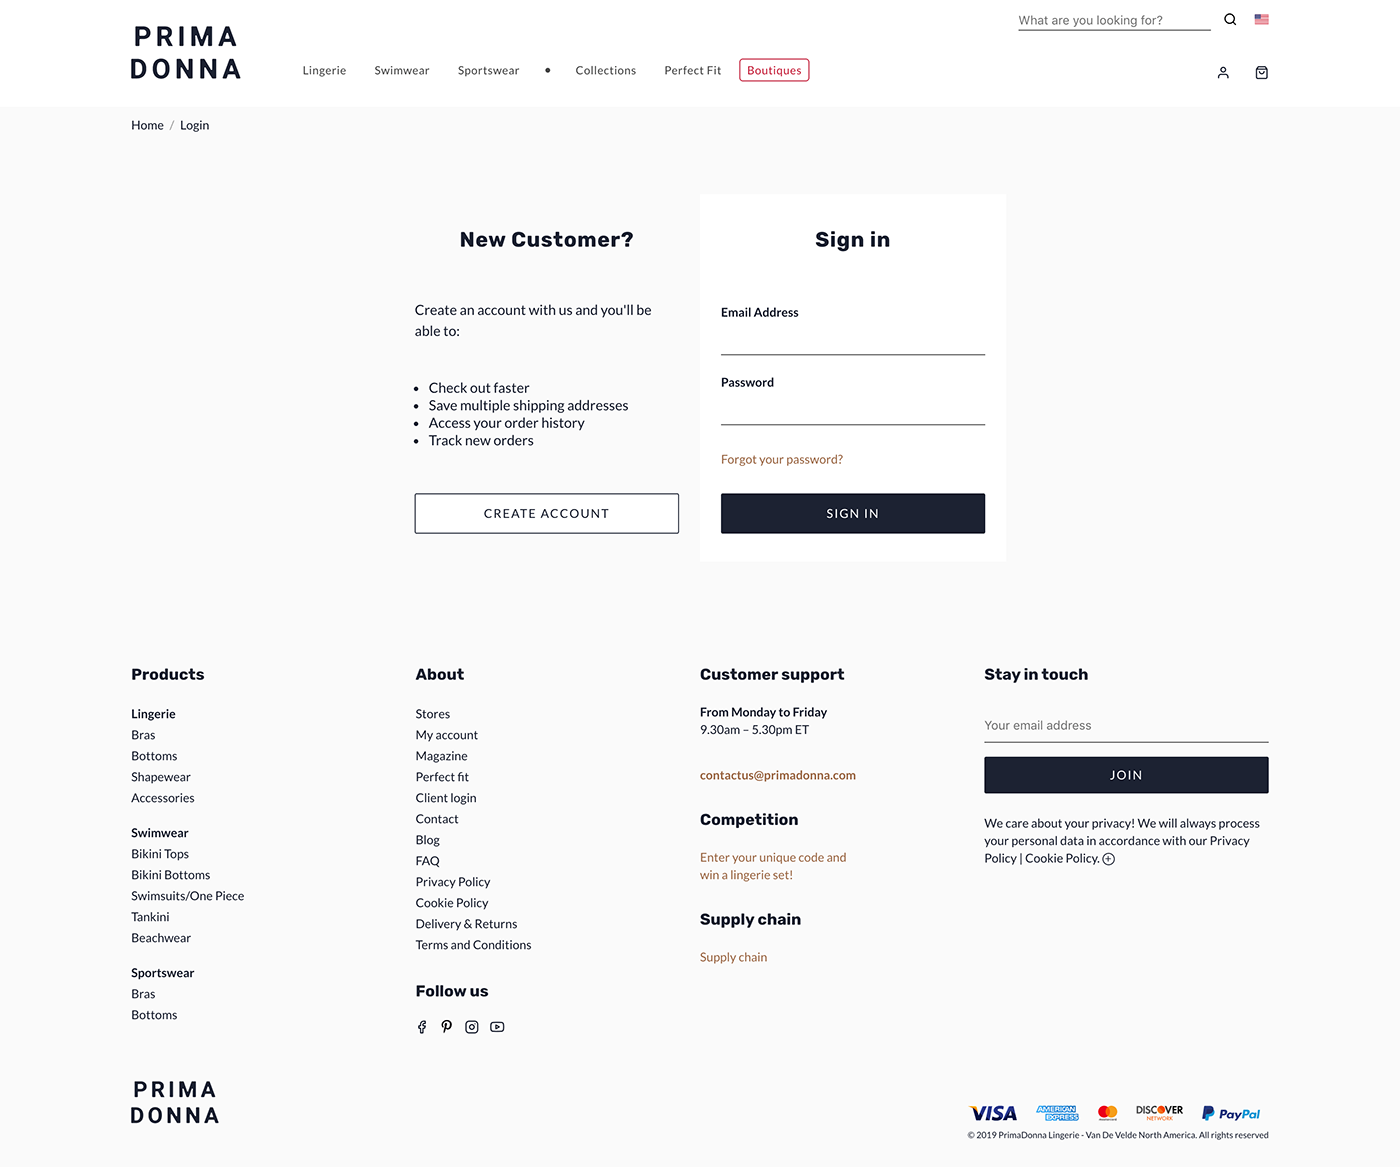 What are you looking for?
PRIMA
DONNA
Lingerie Swimwear Sportswear • Collections Perfect Fit Boutiques
Home / Login
New Customer?
Create an account with us and you'll be
able to:
• Check out faster
• Save multiple shipping addresses
• Access your order history
• Track new orders
CREATE ACCOUNT
Sign in
Email Address
Password
Forgot your password?
SIGN IN
Products
Lingerie
Bras
Bottoms
Shapewear
Accessories
Swimwear
Bikini Tops
Bikini Bottoms
Swimsuits/One Piece
Tankini
Beachwear
Sportswear
Bras
Bottoms
About
Stores
My account
Magazine
Perfect fit
Client login
Contact
Blog
FAQ
Privacy Policy
Cookie Policy
Delivery & Returns
Terms and Conditions
Follow us
Customer support
From Monday to Friday
9.30am – 5.30pm ET
contactus@primadonna.com
Competition
Enter your unique code and
win a lingerie set!
Supply chain
Supply chain
Stay in touch
Your email address
JOIN
We care about your privacy! We will always process
your personal data in accordance with our Privacy
Policy | Cookie Policy.
PRIMA
DONNA
VISA
AMERICAN
EXPRESS
DISCOVER
NETWORK
PayPal
© 2019 PrimaDonna Lingerie - Van De Velde North America. All rights reserved